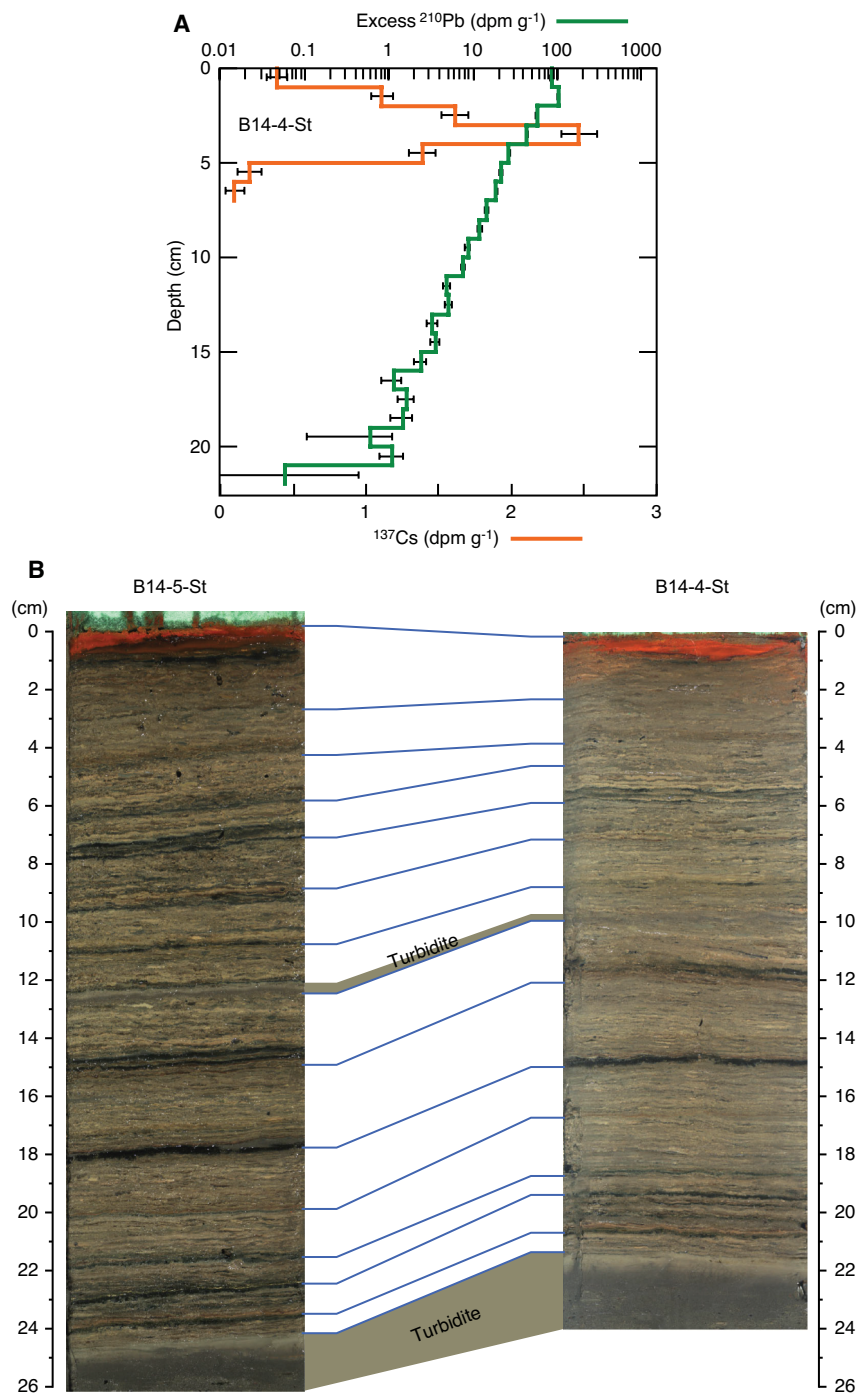 A
Excess ²¹⁰Pb (dpm g⁻¹)
0.01 0.1 1 10 100 1000
B14-4-St
Depth (cm)
0
5
10
15
20
0 1 2 3
¹³⁷Cs (dpm g⁻¹)
B
B14-5-St B14-4-St
(cm) (cm)
0 0
2 2
4 4
6 6
8 8
10 10
Turbidite
12 12
14 14
16 16
18 18
20 20
22 22
Turbidite
24 24
26 26